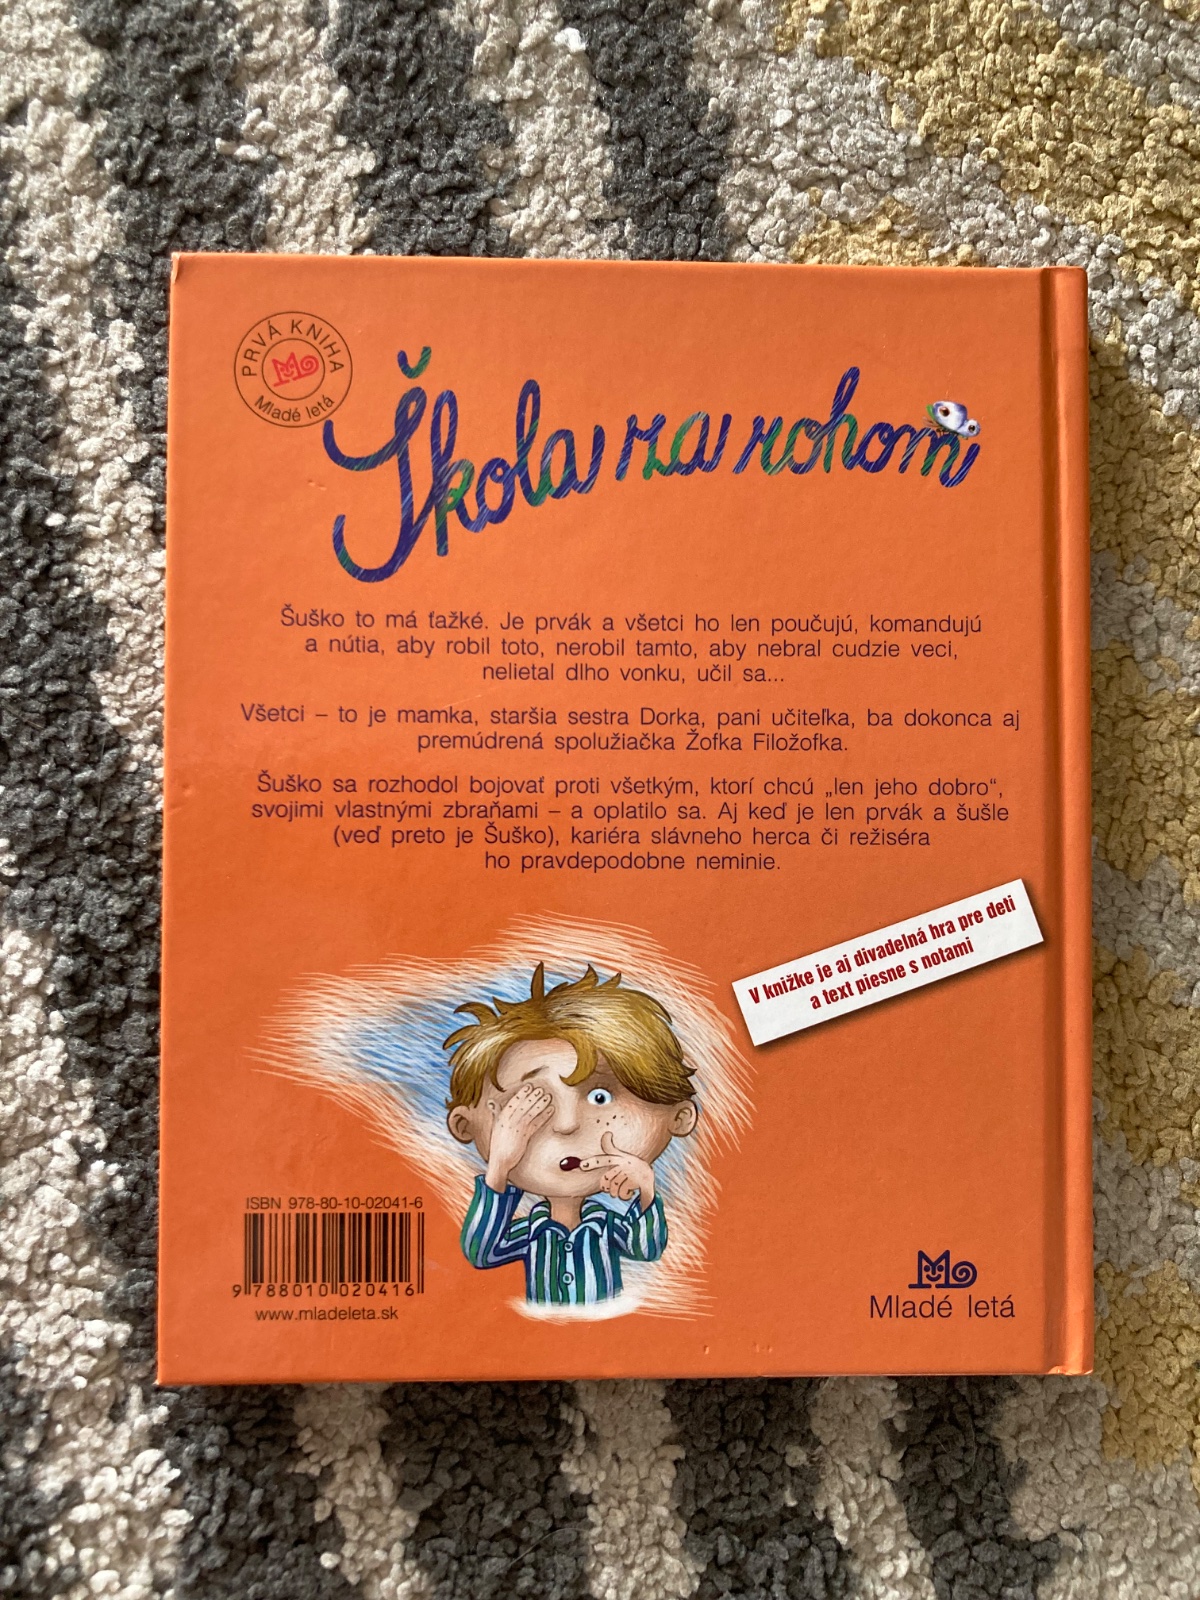 PRVÁ KNIHA
Mladé letá
Škola za rohom
Šuško to má ťažké. Je prvák a všetci ho len poučujú, komandujú
a nútia, aby robil toto, nerobil tamto, aby nebral cudzie veci,
nelietal dlho vonku, učil sa...
Všetci – to je mamka, staršia sestra Dorka, pani učiteľka, ba dokonca aj
premúdrená spolužiačka Žofka Filožofka.
Šuško sa rozhodol bojovať proti všetkým, ktorí chcú „len jeho dobro“,
svojimi vlastnými zbraňami – a oplatilo sa. Aj keď je len prvák a šušle
(veď preto je Šuško), kariéra slávneho herca či režiséra
ho pravdepodobne neminie.
V knižke je aj divadelná hra pre deti
a text piesne s notami
ISBN 978-80-10-02041-6
9 788010 020416
www.mladeleta.sk
Mladé letá